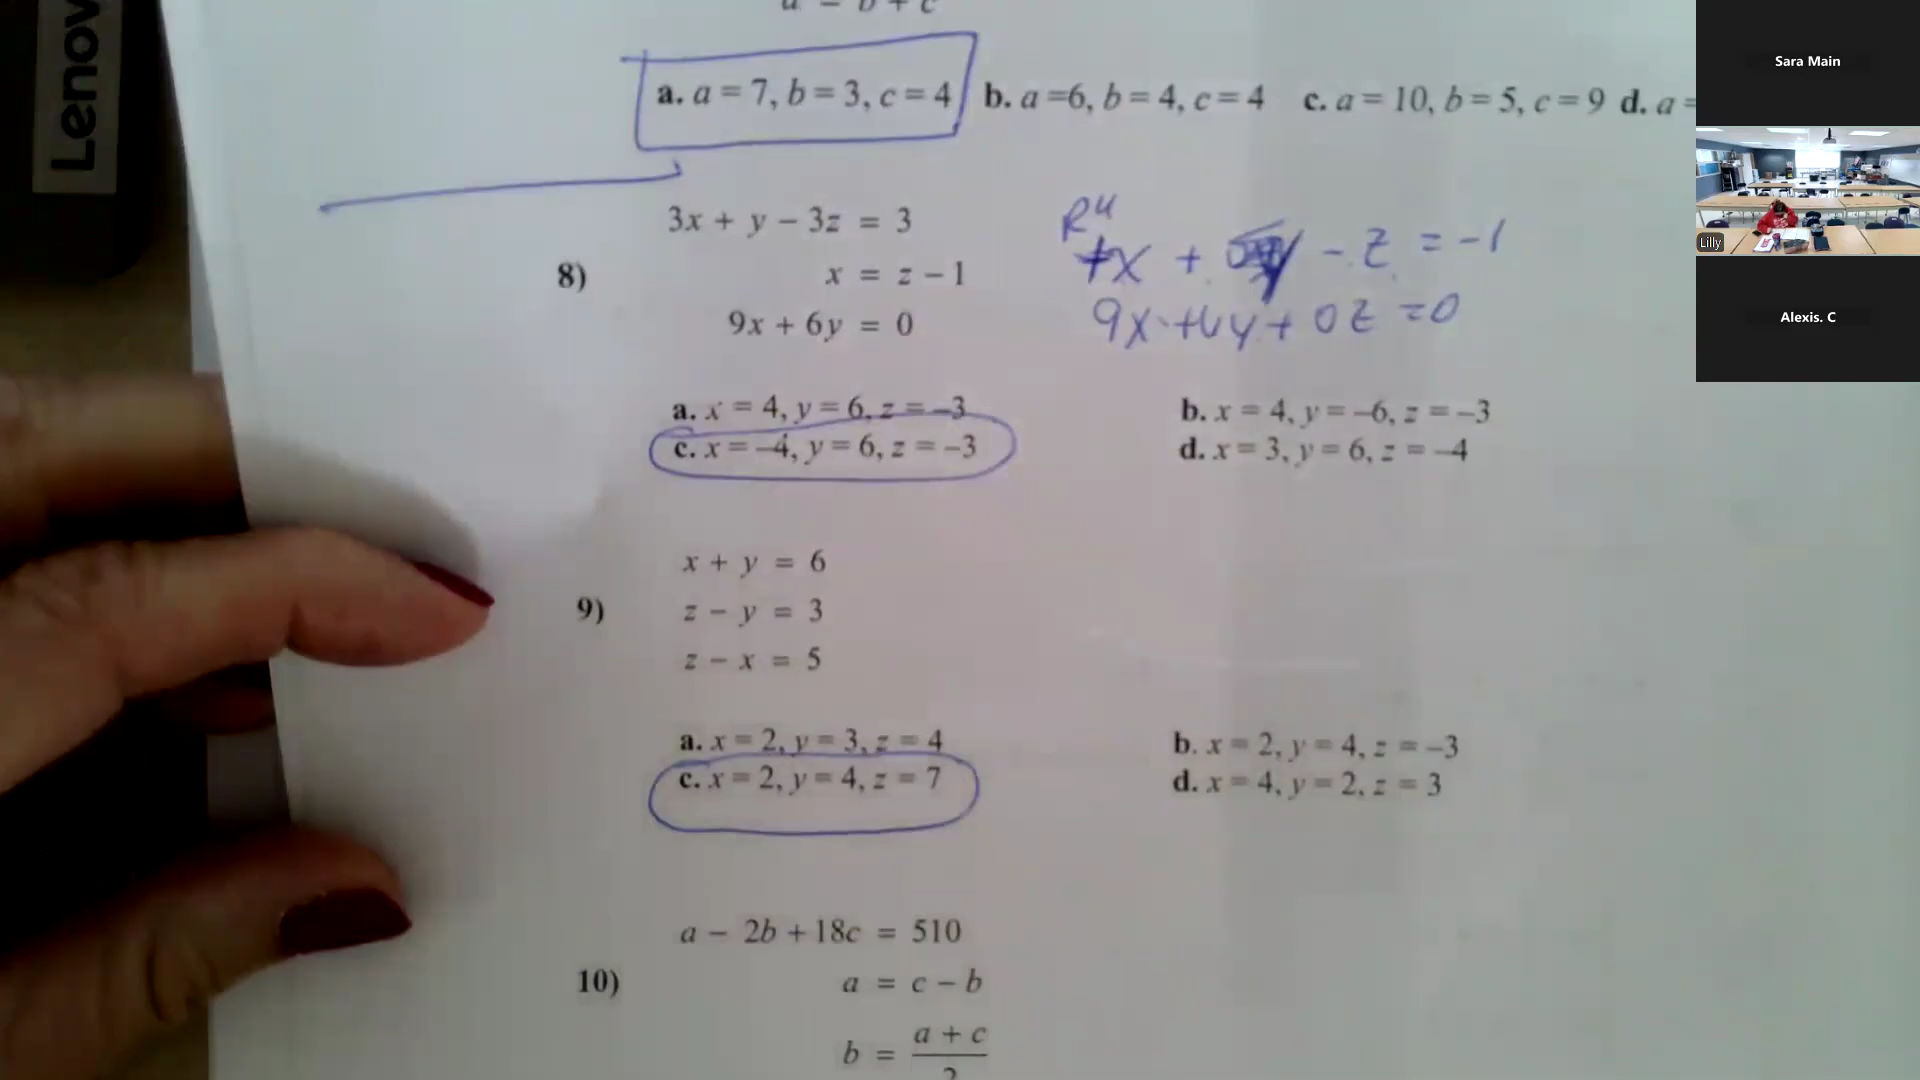 Lenov
a - b + c
a. a = 7, b = 3, c = 4 b. a =6, b = 4, c = 4 c. a = 10, b = 5, c = 9 d. a =
8)
3x + y - 3z = 3
x = z - 1
9x + 6y = 0
x + - z = -1
9x + 6y + 0z = 0
a. x = 4, y = 6, z = -3 b. x = 4, y = -6, z = -3
c. x = -4, y = 6, z = -3 d. x = 3, y = 6, z = -4
9)
x + y = 6
z - y = 3
z - x = 5
a. x = 2, y = 3, z = 4 b. x = 2, y = 4, z = -3
c. x = 2, y = 4, z = 7 d. x = 4, y = 2, z = 3
10)
a - 2b + 18c = 510
a = c - b
b = a + c
Sara Main
Lilly
Alexis. C